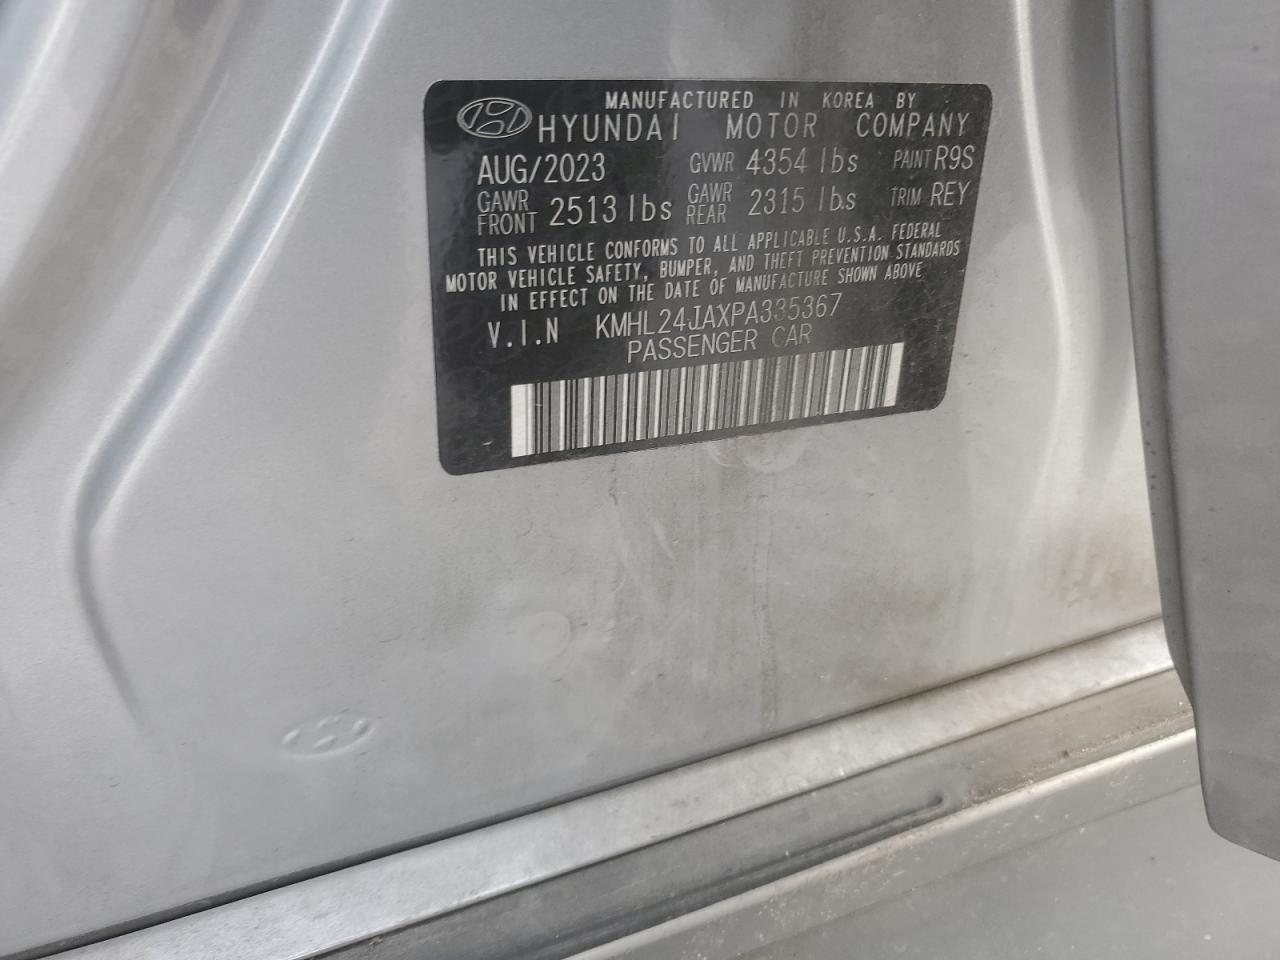 MANUFACTURED IN KOREA BY
HYUNDAI MOTOR COMPANY
AUG/2023 GVWR 4354 lbs PAINT R9S
GAWR FRONT 2513 lbs GAWR REAR 2315 lbs TRIM REY
THIS VEHICLE CONFORMS TO ALL APPLICABLE U.S.A. FEDERAL
MOTOR VEHICLE SAFETY, BUMPER, AND THEFT PREVENTION STANDARDS
IN EFFECT ON THE DATE OF MANUFACTURE SHOWN ABOVE
V.I.N KMHL24JAXPA335367
PASSENGER CAR